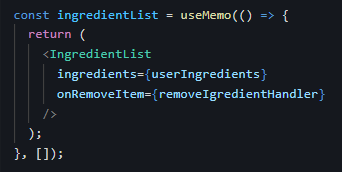 const ingredientList = useMemo(() => {
return (
<IngredientList
ingredients={userIngredients}
onRemoveItem={removeIgredientHandler}
/>
);
}, []);